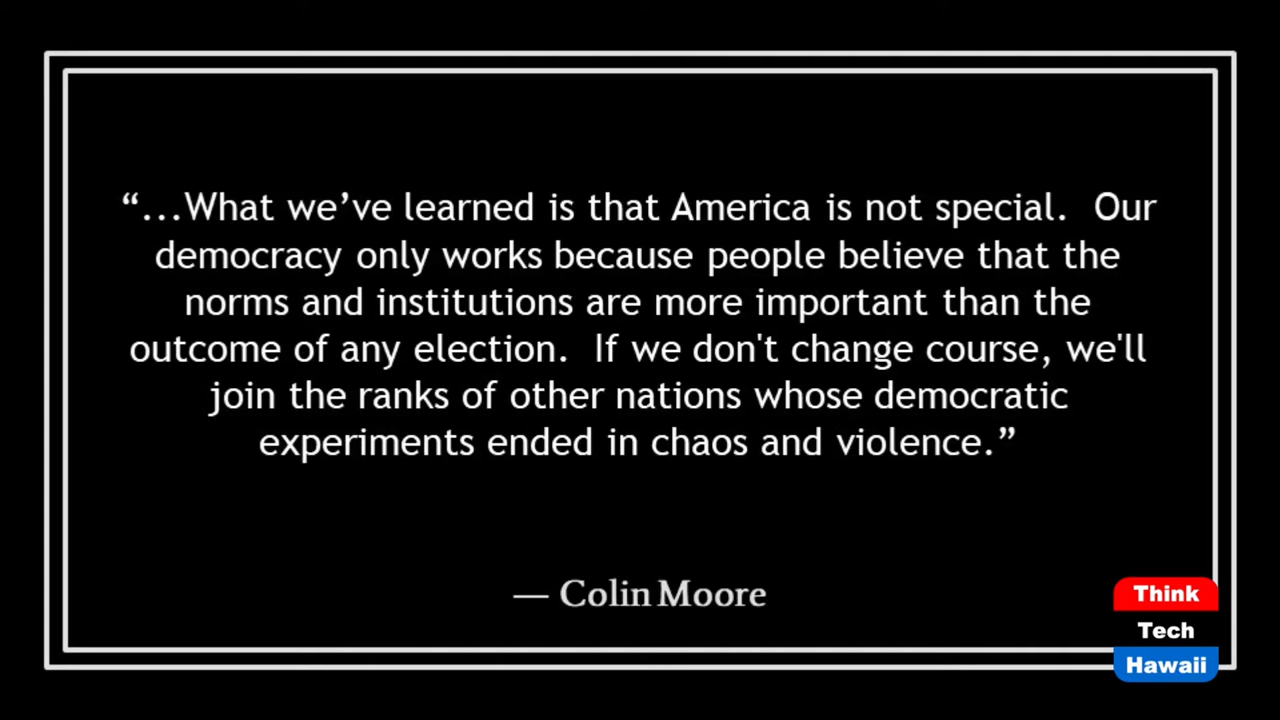 “...What we’ve learned is that America is not special.  Our
democracy only works because people believe that the
norms and institutions are more important than the
outcome of any election.  If we don't change course, we'll
join the ranks of other nations whose democratic
experiments ended in chaos and violence.”
— Colin Moore
Think
Tech
Hawaii